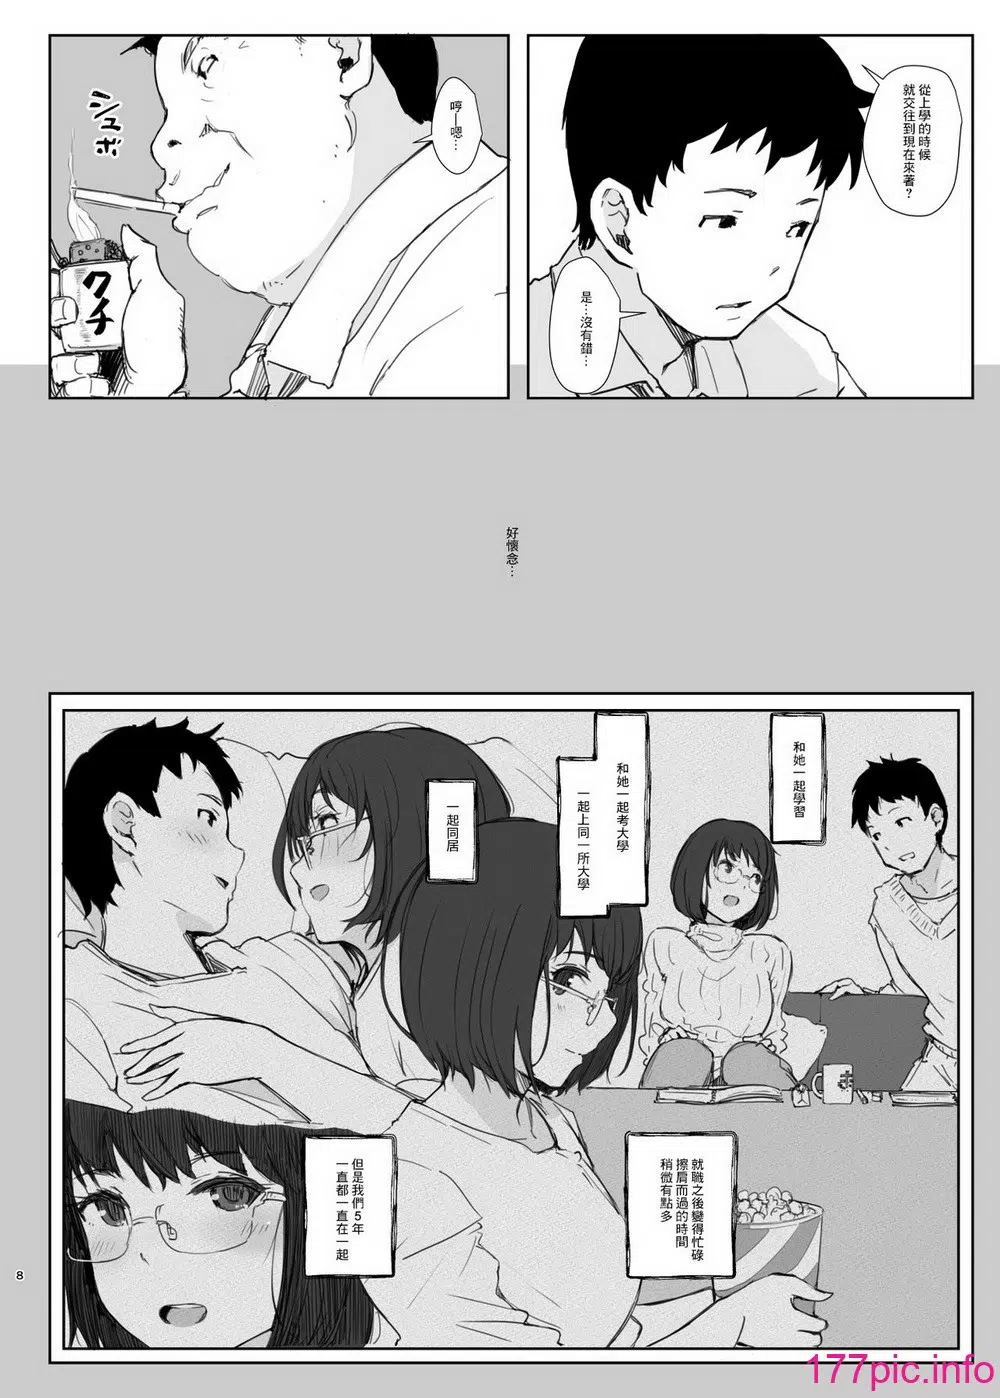 從上學的時候
就交往到現在來著？
是…沒有錯…
哼—嗯…
シュボ
クチ
好懷念…
和她一起學習
和她一起考大學
一起上同一所大學
一起同居
就職之後變得忙碌
擦肩而過的時間
稍微有點多
但是我們5年
一直都一直在一起
8
177pic.info